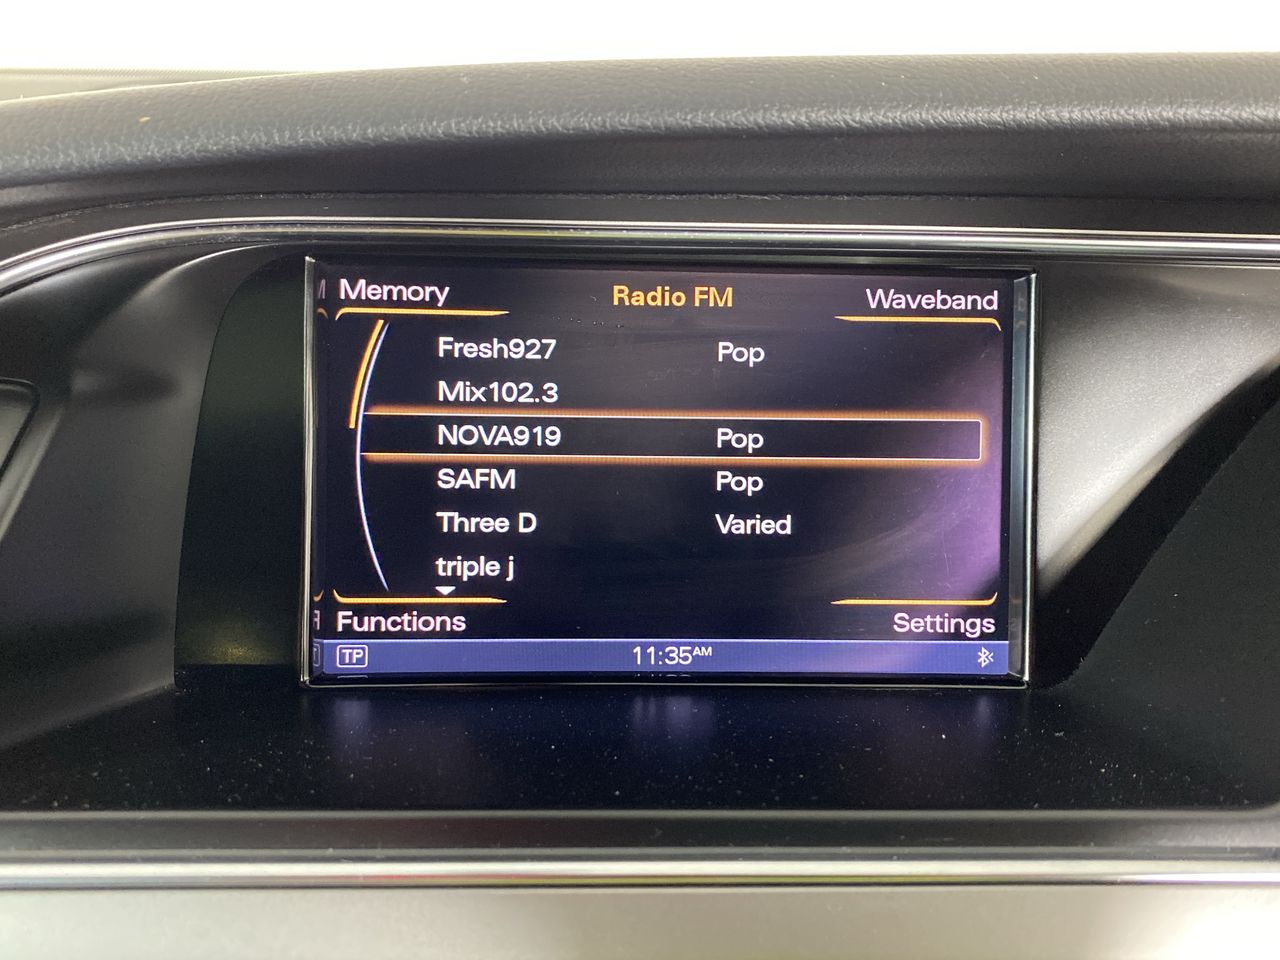 Memory Radio FM Waveband
Fresh927 Pop
Mix102.3
NOVA919 Pop
SAFM Pop
Three D Varied
triple j
Functions Settings
TP 11:35AM